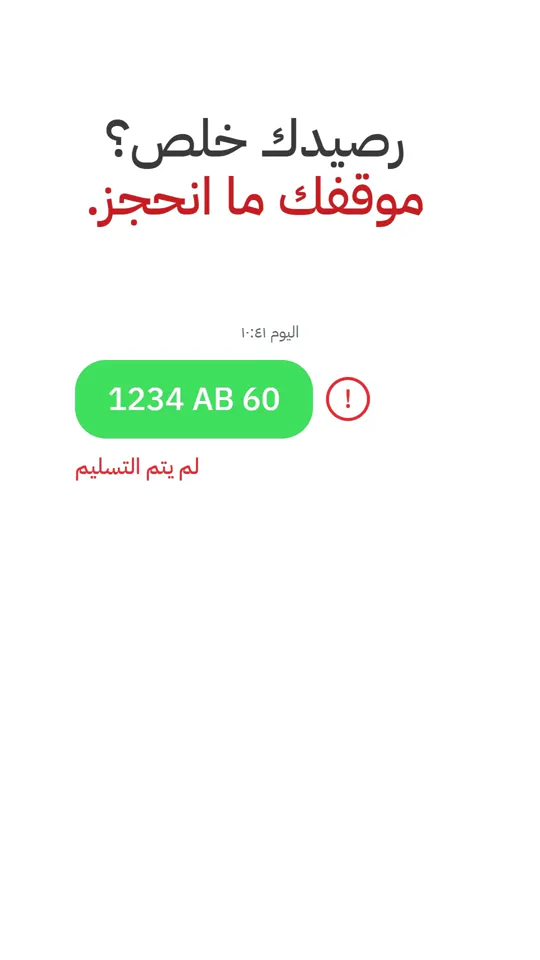 رصيدك خلص؟
موقفك ما انحجز.
اليوم ١٠:٤١
1234 AB 60
!
لم يتم التسليم